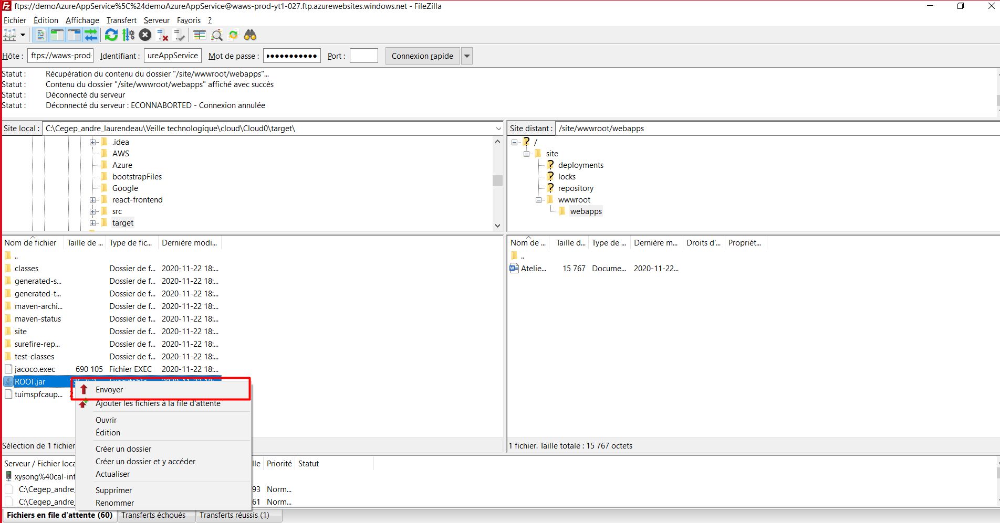 ftps://demoAzureAppService%5C%24demoAzureAppService@waws-prod-yt1-027.ftp.azurewebsites.windows.net - FileZilla
Fichier Édition Affichage Transfert Serveur Favoris ?
Hôte : ftps://waws-prod- Identifiant : ureAppService Mot de passe : ●●●●●●●●●●● Port : Connexion rapide
Statut : Récupération du contenu du dossier "/site/wwwroot/webapps"...
Statut : Contenu du dossier "/site/wwwroot/webapps" affiché avec succès
Statut : Déconnecté du serveur
Statut : Déconnecté du serveur : ECONNABORTED - Connexion annulée
Site local : C:\Cegep_andre_laurendeau\Veille technologique\cloud\Cloud0\target\
.idea
AWS
Azure
bootstrapFiles
Google
react-frontend
src
target
Site distant : /site/wwwroot/webapps
? /
site
? deployments
? locks
? repository
wwwroot
webapps
Nom de fichier Taille de ... Type de fic... Dernière modi...
..
classes Dossier de f... 2020-11-22 18:...
generated-s... Dossier de f... 2020-11-22 18:...
generated-t... Dossier de f... 2020-11-22 18:...
maven-archi... Dossier de f... 2020-11-22 18:...
maven-status Dossier de f... 2020-11-22 18:...
site Dossier de f... 2020-11-22 18:...
surefire-rep... Dossier de f... 2020-11-22 18:...
test-classes Dossier de f... 2020-11-22 18:...
jacoco.exec 690 105 Fichier EXEC 2020-11-22 18:...
ROOT.jar
tuimspfcaup... 2
Envoyer
Ajouter les fichiers à la file d'attente
Ouvrir
Édition
Créer un dossier
Créer un dossier et y accéder
Actualiser
Supprimer
Renommer
Sélection de 1 fichier
Nom de ... Taille d... Type de ... Dernière m... Droits d'... Propriét...
..
Atelie... 15 767 Docume... 2020-11-22...
1 fichier. Taille totale : 15 767 octets
Serveur / Fichier loca lle Priorité Statut
xysong%40cal-inf
C:\Cegep_andre_ 93 Norm...
C:\Cegep_andre_ 61 Norm...
Fichiers en file d'attente (60) Transferts échoués Transferts réussis (1)